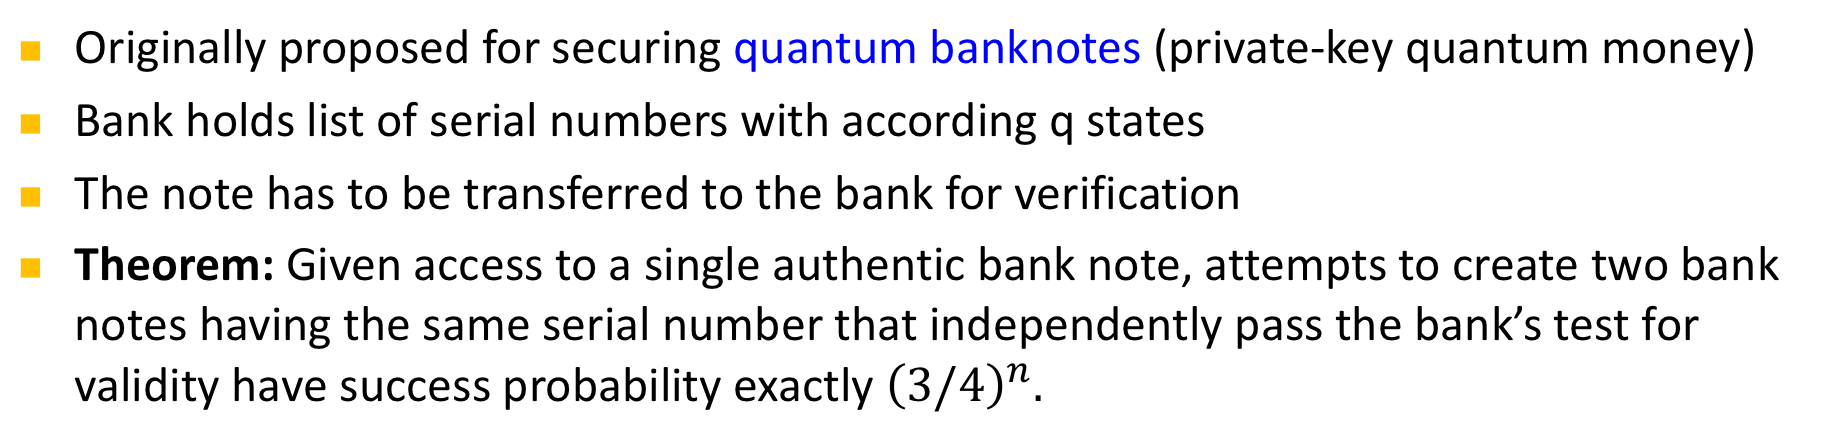 Originally proposed for securing quantum banknotes (private-key quantum money)
Bank holds list of serial numbers with according q states
The note has to be transferred to the bank for verification
Theorem: Given access to a single authentic bank note, attempts to create two bank
notes having the same serial number that independently pass the bank’s test for
validity have success probability exactly (3/4)ⁿ.